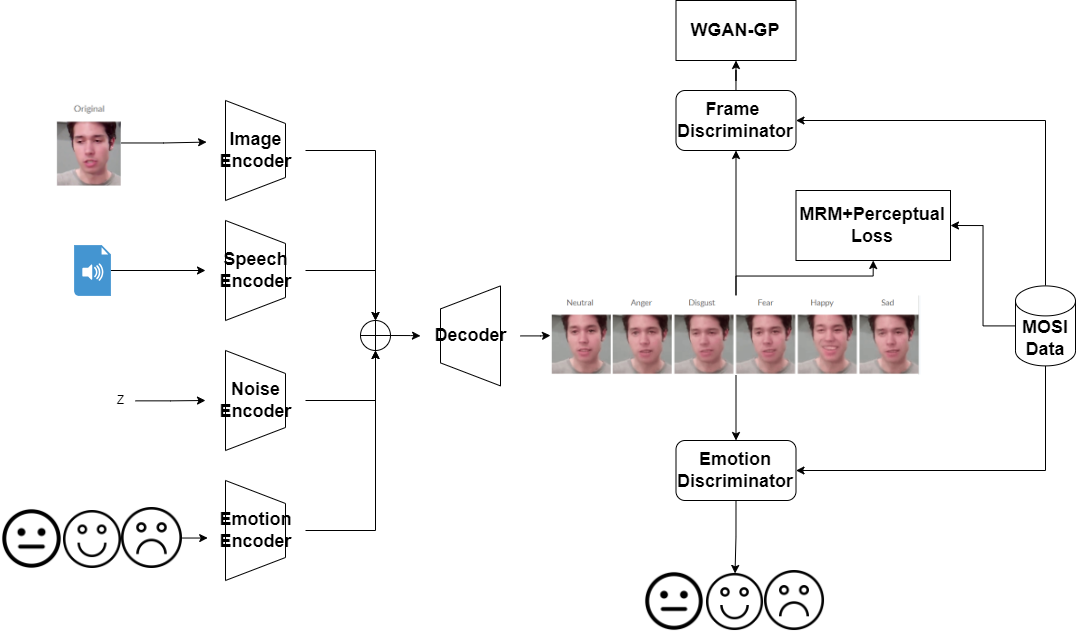 WGAN-GP
Original
Frame
Discriminator
Image
Encoder
MRM+Perceptual
Loss
Speech
Encoder
Neutral Anger Disgust Fear Happy Sad
Decoder
MOSI
Data
Z
Noise
Encoder
Emotion
Discriminator
Emotion
Encoder